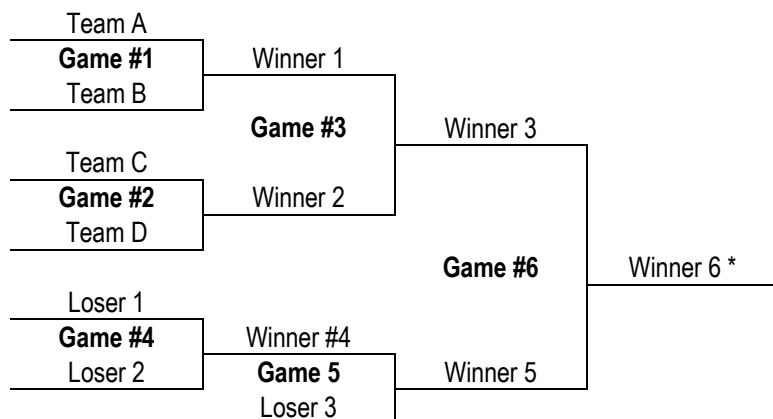 Team A
Game #1
Winner 1
Team B
Game #3
Winner 3
Team C
Game #2
Winner 2
Team D
Game #6
Winner 6 *
Loser 1
Game #4
Winner #4
Loser 2
Game 5
Winner 5
Loser 3